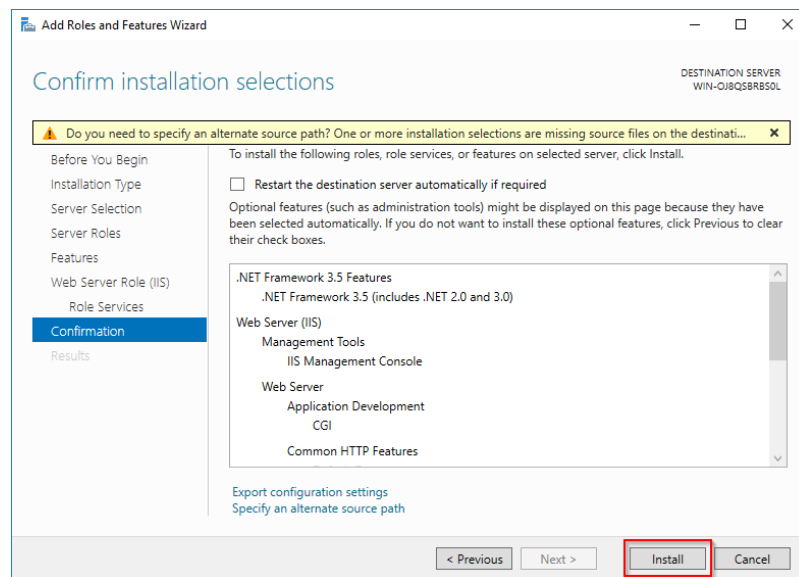 Add Roles and Features Wizard
Confirm installation selections
DESTINATION SERVER
WIN-OJ8QSBRBS0L
Do you need to specify an alternate source path? One or more installation selections are missing source files on the destinati...
Before You Begin
Installation Type
Server Selection
Server Roles
Features
Web Server Role (IIS)
Role Services
Confirmation
Results
To install the following roles, role services, or features on selected server, click Install.
Restart the destination server automatically if required
Optional features (such as administration tools) might be displayed on this page because they have
been selected automatically. If you do not want to install these optional features, click Previous to clear
their check boxes.
.NET Framework 3.5 Features
.NET Framework 3.5 (includes .NET 2.0 and 3.0)
Web Server (IIS)
Management Tools
IIS Management Console
Web Server
Application Development
CGI
Common HTTP Features
Export configuration settings
Specify an alternate source path
< Previous
Next >
Install
Cancel